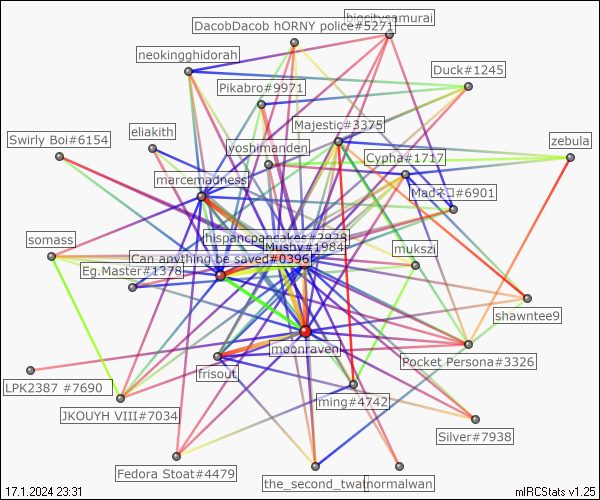 bigcitysamurai
DacobDacob hORNY police#5271
neokingghidorah
Duck#1245
Pikabro#9971
Majestic#3375
eliakith
Swirly Boi#6154
zebula
yoshimanden
Cypha#1717
marcemadness
Madネコ#6901
hispancpancakes#2928
somass
Mushy#1984
mukszi
Can anything be saved#0396
Eg.Master#1378
shawntee9
moonraven
Pocket Persona#3326
frisout
LPK2387 #7690
ming#4742
JKOUYH VIII#7034
Silver#7938
Fedora Stoat#4479
the_second_twat
normalwan
17.1.2024 23:31
mIRCStats v1.25